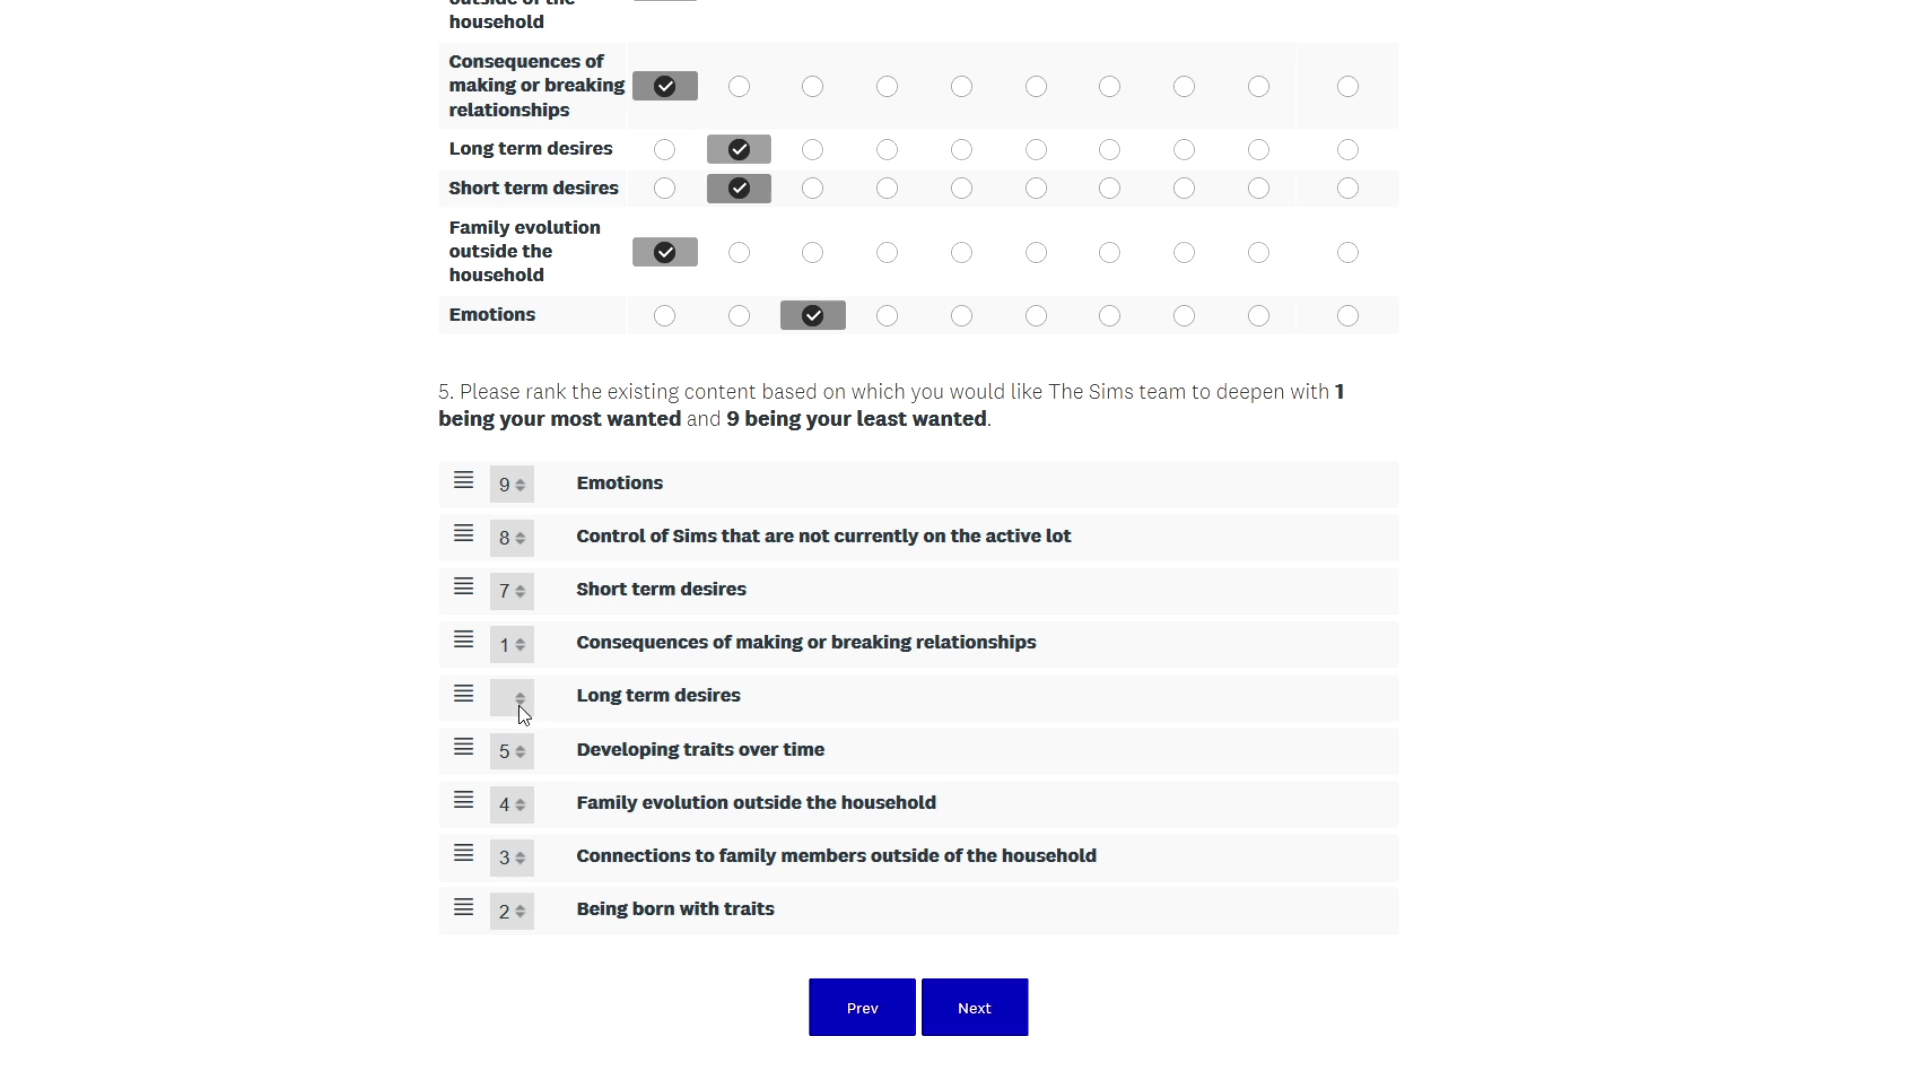 household
Consequences of
making or breaking
relationships
Long term desires
Short term desires
Family evolution
outside the
household
Emotions
5. Please rank the existing content based on which you would like The Sims team to deepen with 1
being your most wanted and 9 being your least wanted.
9 Emotions
8 Control of Sims that are not currently on the active lot
7 Short term desires
1 Consequences of making or breaking relationships
Long term desires
5 Developing traits over time
4 Family evolution outside the household
3 Connections to family members outside of the household
2 Being born with traits
Prev Next